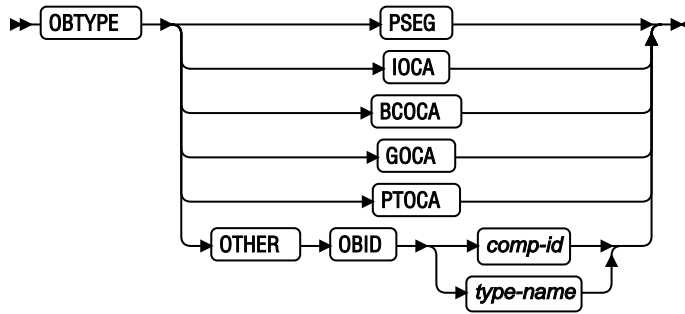 OBTYPE PSEG
IOCA
BCOCA
GOCA
PTOCA
OTHER OBID comp-id
type-name